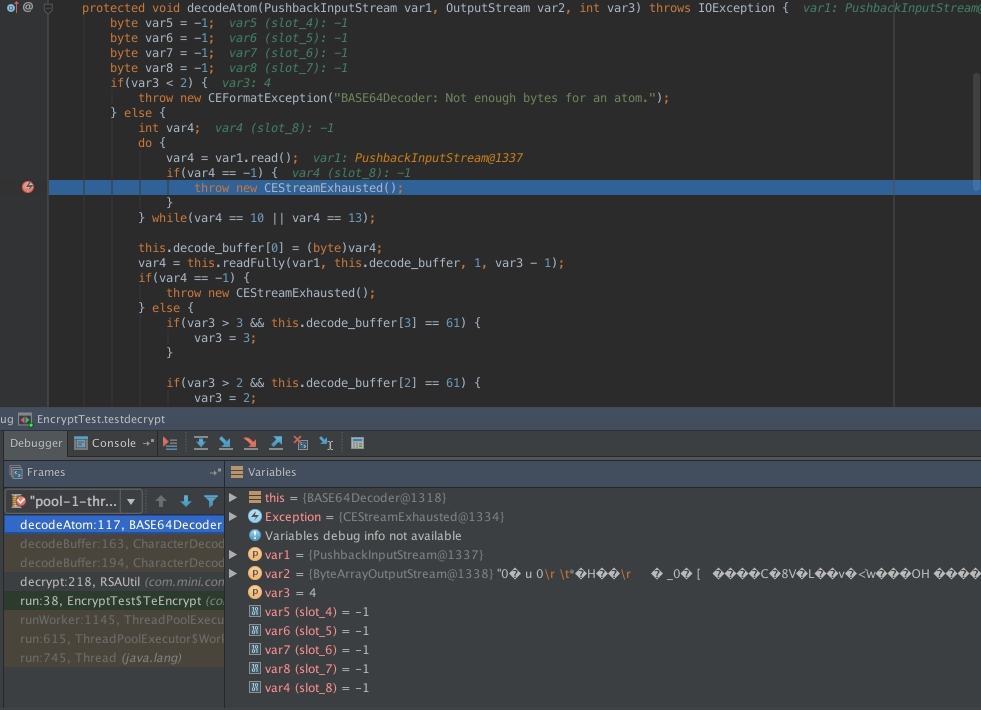 protected void decodeAtom(PushbackInputStream var1, OutputStream var2, int var3) throws IOException {  var1: PushbackInputStream@
byte var5 = -1;  var5 (slot_4): -1
byte var6 = -1;  var6 (slot_5): -1
byte var7 = -1;  var7 (slot_6): -1
byte var8 = -1;  var8 (slot_7): -1
if(var3 < 2) {  var3: 4
throw new CEFormatException("BASE64Decoder: Not enough bytes for an atom.");
} else {
int var4;  var4 (slot_8): -1
do {
var4 = var1.read();  var1: PushbackInputStream@1337
if(var4 == -1) {  var4 (slot_8): -1
throw new CEStreamExhausted();
}
} while(var4 == 10 || var4 == 13);
this.decode_buffer[0] = (byte)var4;
var4 = this.readFully(var1, this.decode_buffer, 1, var3 - 1);
if(var4 == -1) {
throw new CEStreamExhausted();
} else {
if(var3 > 3 && this.decode_buffer[3] == 61) {
var3 = 3;
}
if(var3 > 2 && this.decode_buffer[2] == 61) {
var3 = 2;
ug EncryptTest.testdecrypt
Debugger Console
Frames
Variables
"pool-1-thr...
decodeAtom:117, BASE64Decoder
decodeBuffer:163, CharacterDecod
decodeBuffer:194, CharacterDecod
decrypt:218, RSAUtil (com.mini.con
run:38, EncryptTest$TeEncrypt (co
runWorker:1145, ThreadPoolExecu
run:615, ThreadPoolExecutor$Worl
run:745, Thread (java.lang)
this = {BASE64Decoder@1318}
Exception = {CEStreamExhausted@1334}
Variables debug info not available
var1 = {PushbackInputStream@1337}
var2 = {ByteArrayOutputStream@1338} "0� u 0\r \t*�H��\r � _0� [ ����C�8V�L��v�<w���OH ����
var3 = 4
var5 (slot_4) = -1
var6 (slot_5) = -1
var7 (slot_6) = -1
var8 (slot_7) = -1
var4 (slot_8) = -1